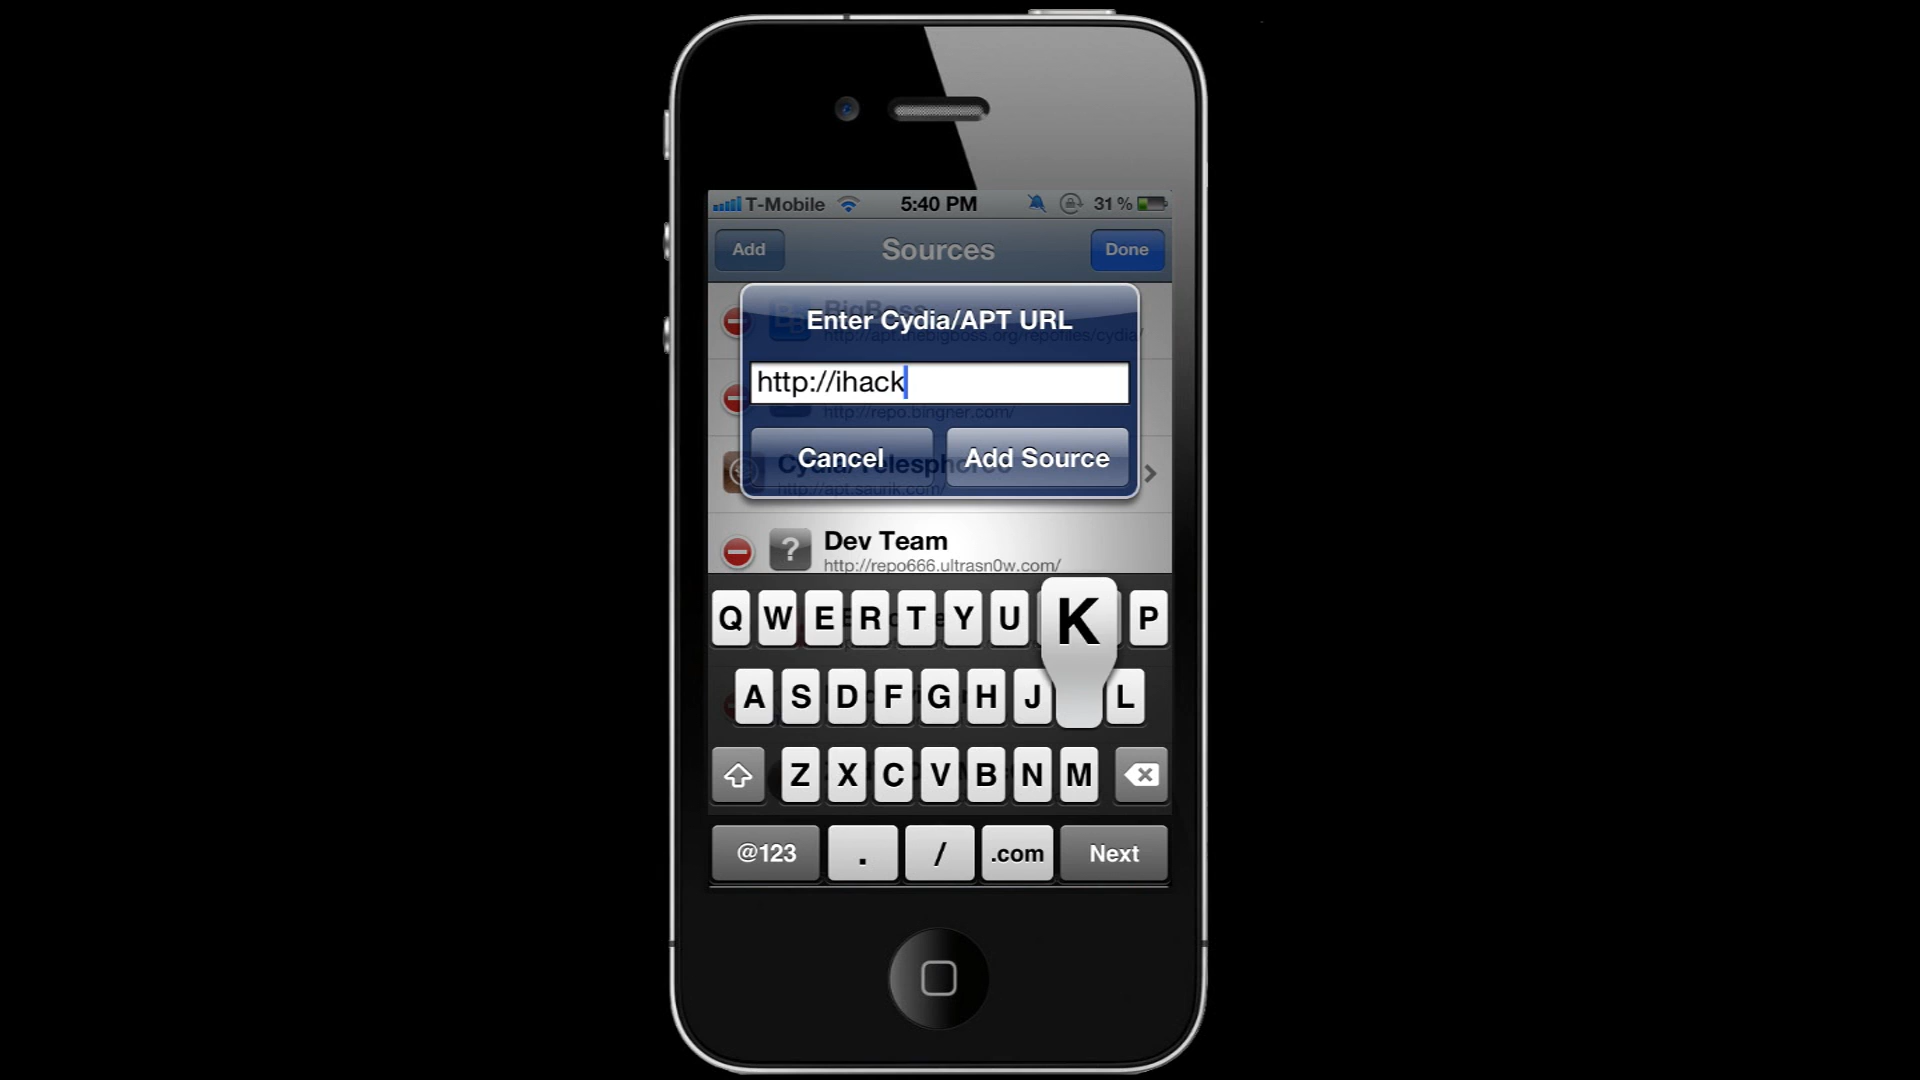 T-Mobile 5:40 PM 31%
Add Sources Done
BigBoss
Enter Cydia/APT URL
http://apt.thebigboss.org/repofiles/cydia/
http://ihack
http://repo.bingner.com/
Cancel Add Source
Cydia/Telesphoreo
http://apt.saurik.com/
Dev Team
http://repo666.ultrasn0w.com/
Q W E R T Y U K P
A S D F G H J L
Z X C V B N M
@123 . / .com Next